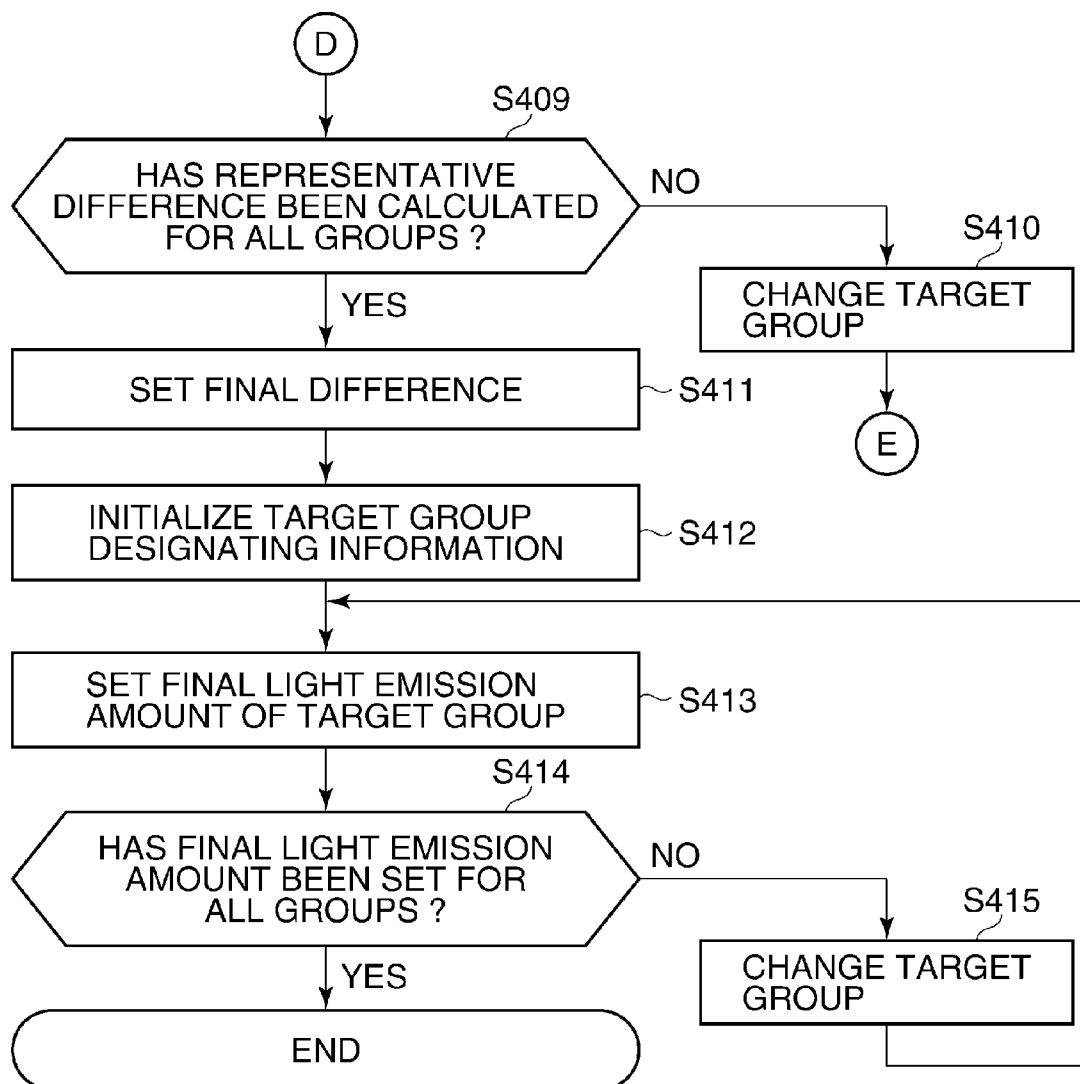 D
S409
HAS REPRESENTATIVE
DIFFERENCE BEEN CALCULATED
FOR ALL GROUPS ?
NO
S410
CHANGE TARGET
GROUP
E
YES
SET FINAL DIFFERENCE
S411
INITIALIZE TARGET GROUP
DESIGNATING INFORMATION
S412
SET FINAL LIGHT EMISSION
AMOUNT OF TARGET GROUP
S413
S414
HAS FINAL LIGHT EMISSION
AMOUNT BEEN SET FOR
ALL GROUPS ?
NO
S415
CHANGE TARGET
GROUP
YES
END